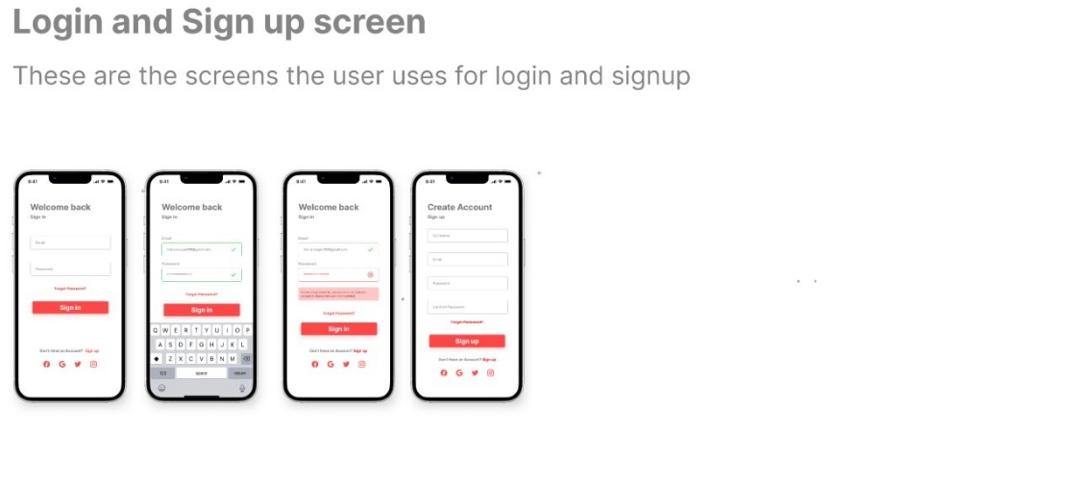 Login and Sign up screen
These are the screens the user uses for login and signup
9:41
Welcome back
Sign in
Email
Password
Forgot Password?
Sign in
Don't have an Account? Sign up
9:41
Welcome back
Sign in
Email
Password
Forgot Password?
Sign in
Q W E R T Y U I O P
A S D F G H J K L
Z X C V B N M
123 space return
9:41
Welcome back
Sign in
Email
Password
Forgot Password?
Sign in
Don't have an Account? Sign up
9:41
Create Account
Sign up
Full Name
Email
Password
Confirm Password
Forgot Password?
Sign up
Don't have an Account? Sign up